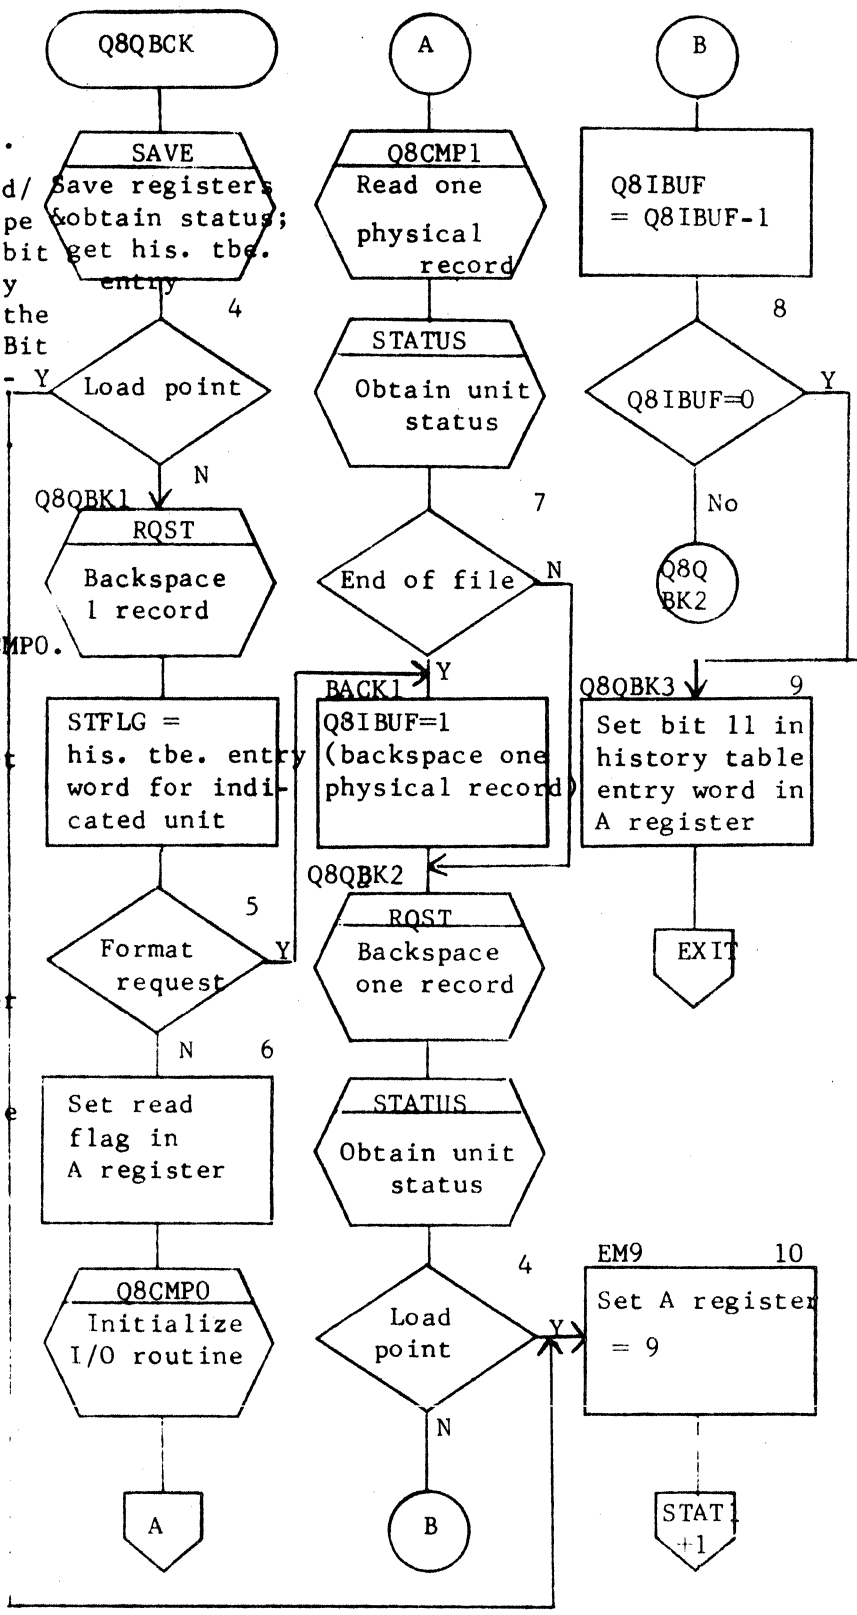 Q8QBCK
.
SAVE
d/
Save registers
pe
&obtain status;
bit
get his. tbe.
y
entry
the
4
Bit
-
Y
Load point
N
Q8QBK1
RQST
Backspace
1 record
MPO.
STFLG =
his. tbe. entry
t
word for indi-
cated unit
5
Format
request
Y
r
N
6
Set read
flag in
A register
e
Q8CMPO
Initialize
I/O routine
A
A
Q8CMP1
Read one
physical
record
STATUS
Obtain unit
status
7
End of file
N
Y
BACK1
Q8IBUF=1
(backspace one
physical record)
Q8QBK2
RQST
Backspace
one record
STATUS
Obtain unit
status
4
Load
point
Y
N
B
B
Q8IBUF
= Q8IBUF-1
8
Q8IBUF=0
Y
No
Q8Q
BK2
Q8QBK3
9
Set bit 11 in
history table
entry word in
A register
EXIT
EM9
10
Set A register
= 9
STAT1
+1